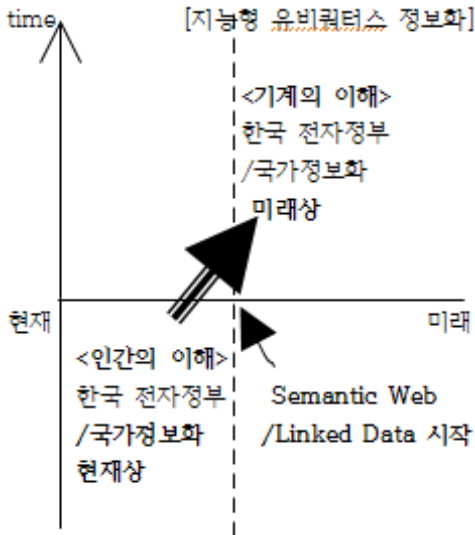 time
[지능형 유비쿼터스 정보화]
<기계의 이해>
한국 전자정부
/국가정보화
미래상
현재
미래
<인간의 이해>
한국 전자정부
/국가정보화
현재상
Semantic Web
/Linked Data 시작